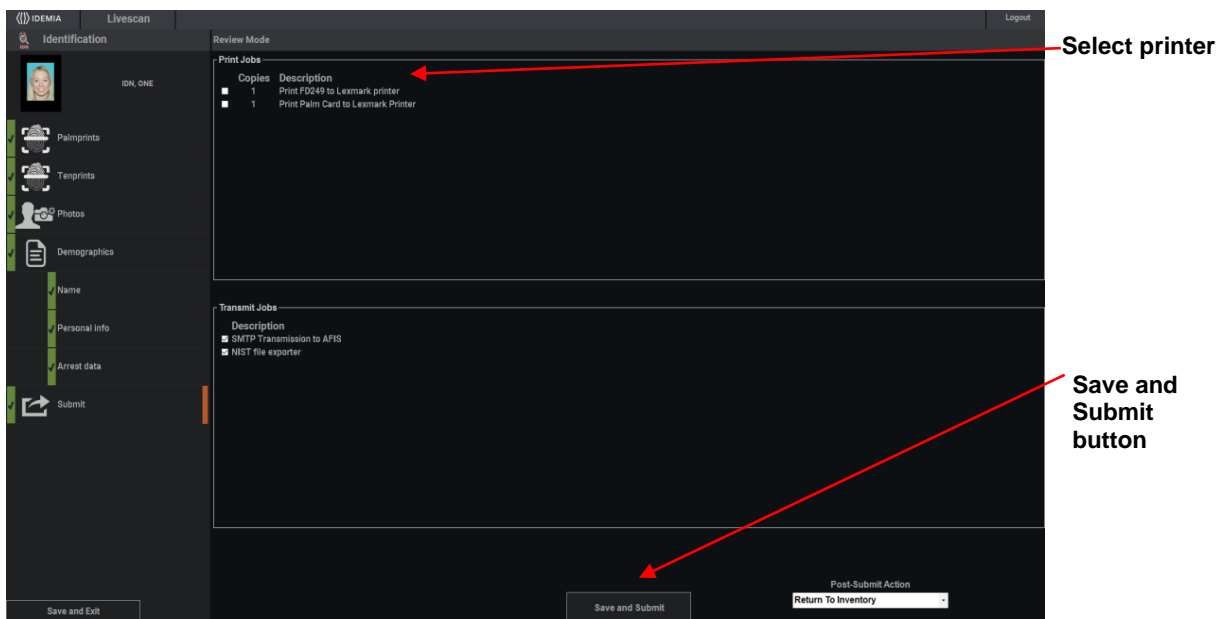 IDEMIA Livescan Logout
Identification
Review Mode
IDN, ONE
Print Jobs
Copies Description
1 Print FD249 to Lexmark printer
1 Print Palm Card to Lexmark Printer
Select printer
Palmprints
Tenprints
Photos
Demographics
Name
Personal info
Arrest data
Submit
Transmit Jobs
Description
SMTP Transmission to AFIS
NIST file exporter
Save and
Submit
button
Post-Submit Action
Return To Inventory
Save and Exit
Save and Submit